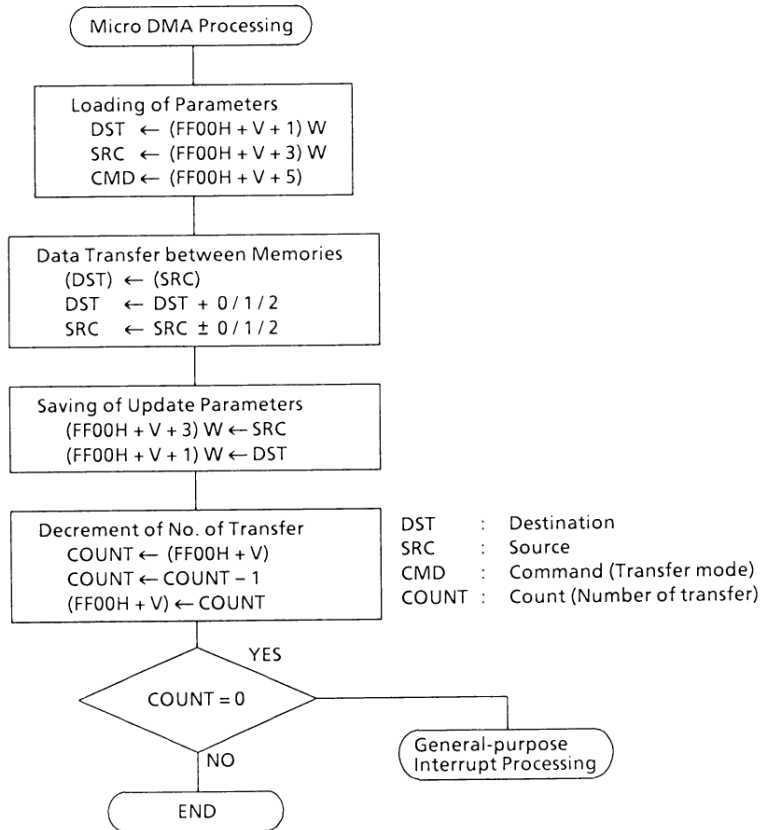 Micro DMA Processing
Loading of Parameters
DST ← (FF00H + V + 1) W
SRC ← (FF00H + V + 3) W
CMD ← (FF00H + V + 5)
Data Transfer between Memories
(DST) ← (SRC)
DST ← DST + 0 / 1 / 2
SRC ← SRC ± 0 / 1 / 2
Saving of Update Parameters
(FF00H + V + 3) W ← SRC
(FF00H + V + 1) W ← DST
Decrement of No. of Transfer
COUNT ← (FF00H + V)
COUNT ← COUNT – 1
(FF00H + V) ← COUNT
DST : Destination
SRC : Source
CMD : Command (Transfer mode)
COUNT : Count (Number of transfer)
YES
COUNT = 0
NO
General-purpose
Interrupt Processing
END